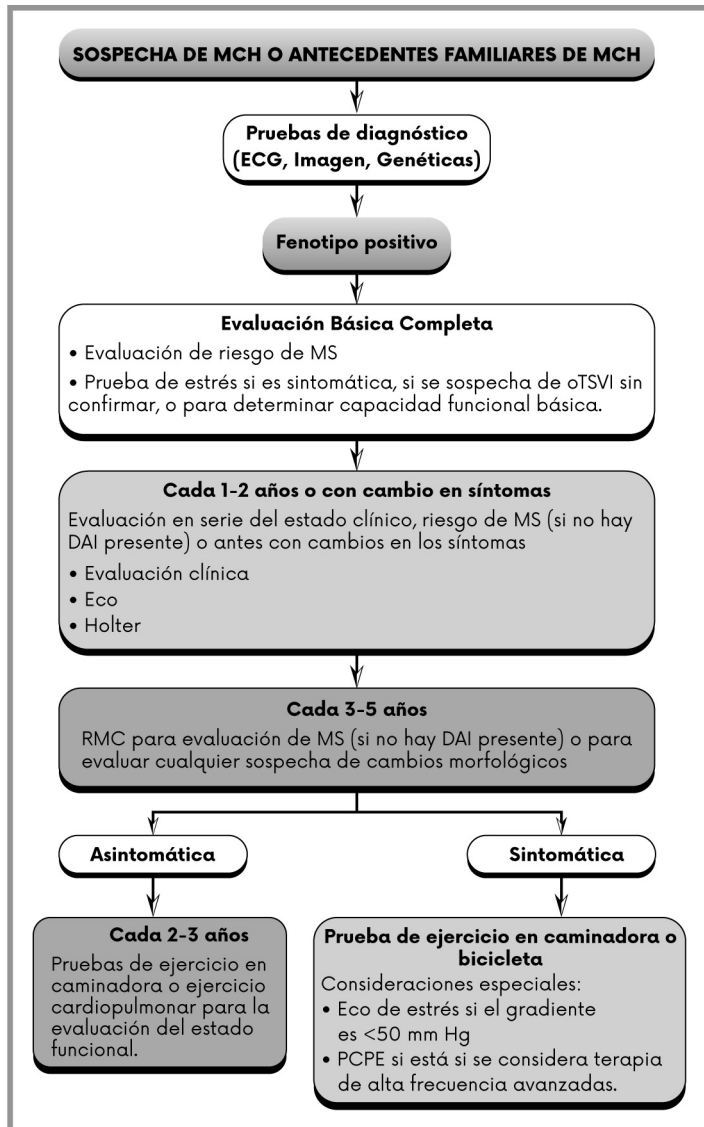 SOSPECHA DE MCH O ANTECEDENTES FAMILIARES DE MCH
Pruebas de diagnóstico
(ECG, Imagen, Genéticas)
Fenotipo positivo
Evaluación Básica Completa
• Evaluación de riesgo de MS
• Prueba de estrés si es sintomática, si se sospecha de oTSVI sin
confirmar, o para determinar capacidad funcional básica.
Cada 1-2 años o con cambio en síntomas
Evaluación en serie del estado clínico, riesgo de MS (si no hay
DAI presente) o antes con cambios en los síntomas
• Evaluación clínica
• Eco
• Holter
Cada 3-5 años
RMC para evaluación de MS (si no hay DAI presente) o para
evaluar cualquier sospecha de cambios morfológicos
Asintomática
Sintomática
Cada 2-3 años
Pruebas de ejercicio en
caminadora o ejercicio
cardiopulmonar para la
evaluación del estado
funcional.
Prueba de ejercicio en caminadora o
bicicleta
Consideraciones especiales:
• Eco de estrés si el gradiente
es <50 mm Hg
• PCPE si está si se considera terapia
de alta frecuencia avanzadas.